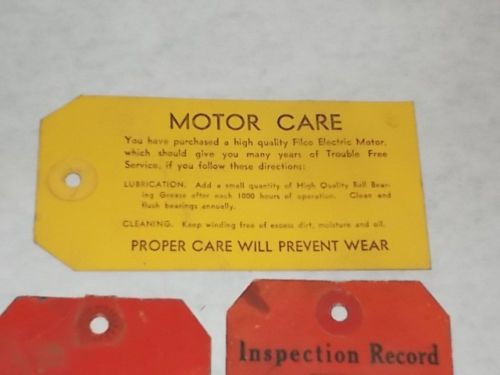 MOTOR CARE
You have purchased a high quality Filco Electric Motor,
which should give you many years of Trouble Free
Service, if you follow these directions:
LUBRICATION. Add a small quantity of High Quality Ball Bear-
ing Grease after each 1000 hours of operation. Clean and
flush bearings annually.
CLEANING. Keep winding free of excess dirt, moisture and oil.
PROPER CARE WILL PREVENT WEAR
Inspection Record